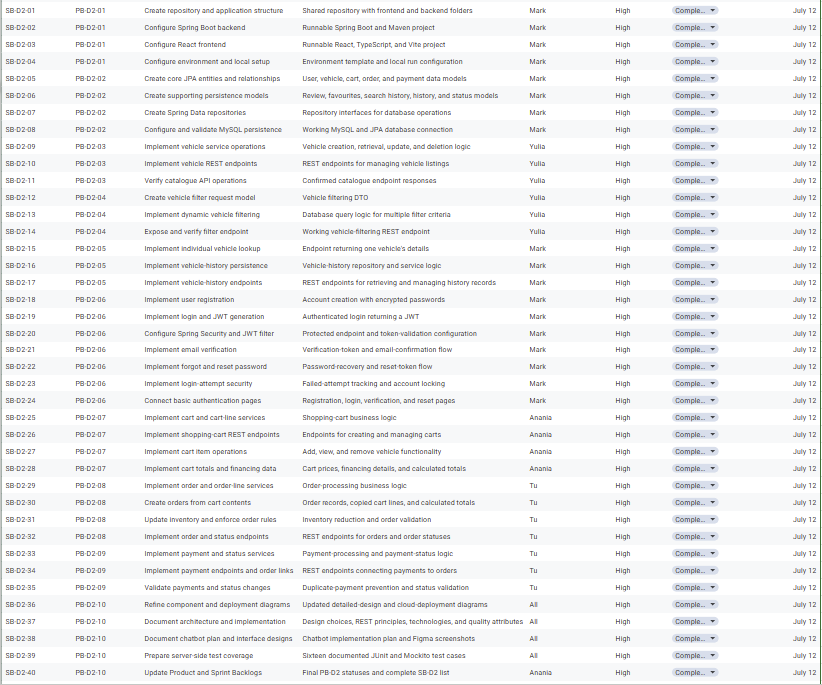 SB-D2-01 PB-D2-01 Create repository and application structure Shared repository with frontend and backend folders Mark High Comple... July 12
SB-D2-02 PB-D2-01 Configure Spring Boot backend Runnable Spring Boot and Maven project Mark High Comple... July 12
SB-D2-03 PB-D2-01 Configure React frontend Runnable React, TypeScript, and Vite project Mark High Comple... July 12
SB-D2-04 PB-D2-01 Configure environment and local setup Environment template and local run configuration Mark High Comple... July 12
SB-D2-05 PB-D2-02 Create core JPA entities and relationships User, vehicle, cart, order, and payment data models Mark High Comple... July 12
SB-D2-06 PB-D2-02 Create supporting persistence models Review, favourites, search history, history, and status models Mark High Comple... July 12
SB-D2-07 PB-D2-02 Create Spring Data repositories Repository interfaces for database operations Mark High Comple... July 12
SB-D2-08 PB-D2-02 Configure and validate MySQL persistence Working MySQL and JPA database connection Mark High Comple... July 12
SB-D2-09 PB-D2-03 Implement vehicle service operations Vehicle creation, retrieval, update, and deletion logic Yulia High Comple... July 12
SB-D2-10 PB-D2-03 Implement vehicle REST endpoints REST endpoints for managing vehicle listings Yulia High Comple... July 12
SB-D2-11 PB-D2-03 Verify catalogue API operations Confirmed catalogue endpoint responses Yulia High Comple... July 12
SB-D2-12 PB-D2-04 Create vehicle filter request model Vehicle filtering DTO Yulia High Comple... July 12
SB-D2-13 PB-D2-04 Implement dynamic vehicle filtering Database query logic for multiple filter criteria Yulia High Comple... July 12
SB-D2-14 PB-D2-04 Expose and verify filter endpoint Working vehicle-filtering REST endpoint Yulia High Comple... July 12
SB-D2-15 PB-D2-05 Implement individual vehicle lookup Endpoint returning one vehicle's details Mark High Comple... July 12
SB-D2-16 PB-D2-05 Implement vehicle-history persistence Vehicle-history repository and service logic Mark High Comple... July 12
SB-D2-17 PB-D2-05 Implement vehicle-history endpoints REST endpoints for retrieving and managing history records Mark High Comple... July 12
SB-D2-18 PB-D2-06 Implement user registration Account creation with encrypted passwords Mark High Comple... July 12
SB-D2-19 PB-D2-06 Implement login and JWT generation Authenticated login returning a JWT Mark High Comple... July 12
SB-D2-20 PB-D2-06 Configure Spring Security and JWT filter Protected endpoint and token-validation configuration Mark High Comple... July 12
SB-D2-21 PB-D2-06 Implement email verification Verification-token and email-confirmation flow Mark High Comple... July 12
SB-D2-22 PB-D2-06 Implement forgot and reset password Password-recovery and reset-token flow Mark High Comple... July 12
SB-D2-23 PB-D2-06 Implement login-attempt security Failed-attempt tracking and account locking Mark High Comple... July 12
SB-D2-24 PB-D2-06 Connect basic authentication pages Registration, login, verification, and reset pages Mark High Comple... July 12
SB-D2-25 PB-D2-07 Implement cart and cart-line services Shopping-cart business logic Anania High Comple... July 12
SB-D2-26 PB-D2-07 Implement shopping-cart REST endpoints Endpoints for creating and managing carts Anania High Comple... July 12
SB-D2-27 PB-D2-07 Implement cart item operations Add, view, and remove vehicle functionality Anania High Comple... July 12
SB-D2-28 PB-D2-07 Implement cart totals and financing data Cart prices, financing details, and calculated totals Anania High Comple... July 12
SB-D2-29 PB-D2-08 Implement order and order-line services Order-processing business logic Tu High Comple... July 12
SB-D2-30 PB-D2-08 Create orders from cart contents Order records, copied cart lines, and calculated totals Tu High Comple... July 12
SB-D2-31 PB-D2-08 Update inventory and enforce order rules Inventory reduction and order validation Tu High Comple... July 12
SB-D2-32 PB-D2-08 Implement order and status endpoints REST endpoints for orders and order statuses Tu High Comple... July 12
SB-D2-33 PB-D2-09 Implement payment and status services Payment-processing and payment-status logic Tu High Comple... July 12
SB-D2-34 PB-D2-09 Implement payment endpoints and order links REST endpoints connecting payments to orders Tu High Comple... July 12
SB-D2-35 PB-D2-09 Validate payments and status changes Duplicate-payment prevention and status validation Tu High Comple... July 12
SB-D2-36 PB-D2-10 Refine component and deployment diagrams Updated detailed-design and cloud-deployment diagrams All High Comple... July 12
SB-D2-37 PB-D2-10 Document architecture and implementation Design choices, REST principles, technologies, and quality attributes All High Comple... July 12
SB-D2-38 PB-D2-10 Document chatbot plan and interface designs Chatbot implementation plan and Figma screenshots All High Comple... July 12
SB-D2-39 PB-D2-10 Prepare server-side test coverage Sixteen documented JUnit and Mockito test cases All High Comple... July 12
SB-D2-40 PB-D2-10 Update Product and Sprint Backlogs Final PB-D2 statuses and complete SB-D2 list Anania High Comple... July 12